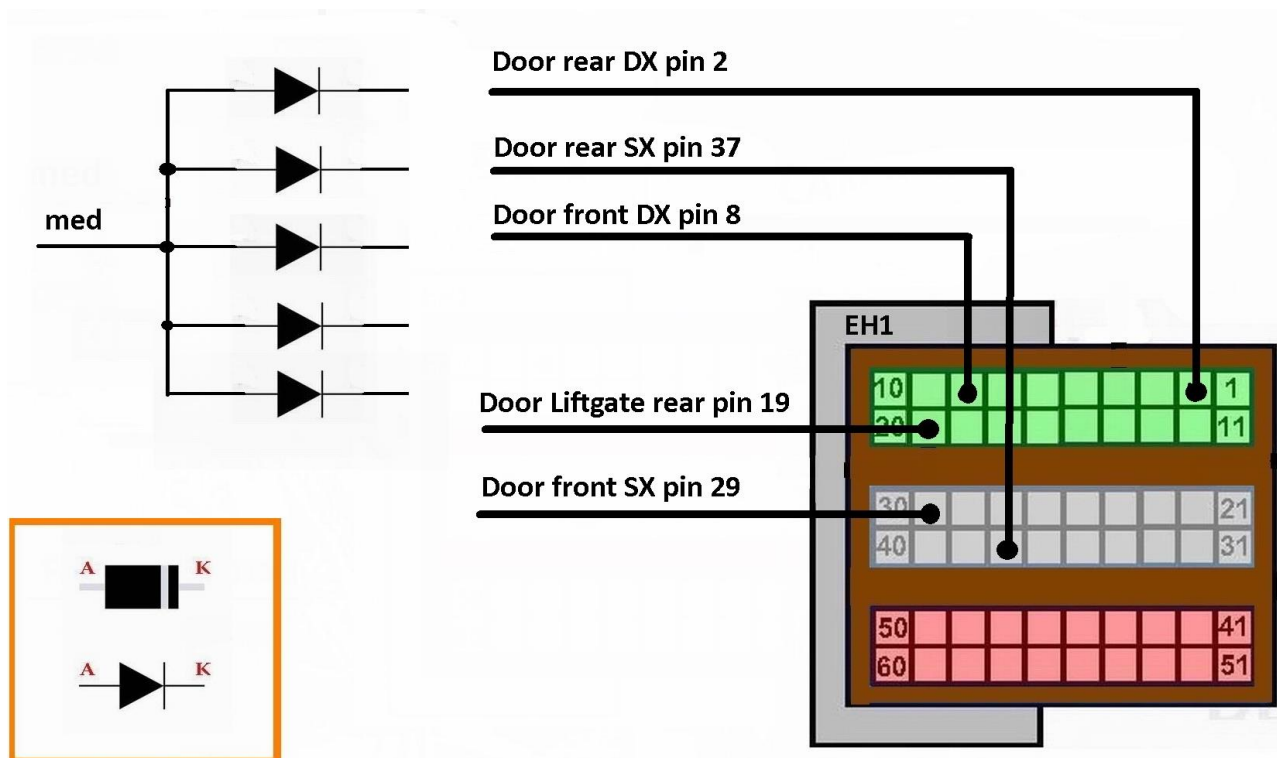 Door rear DX pin 2
Door rear SX pin 37
Door front DX pin 8
med
EH1
10 1
Door Liftgate rear pin 19
20 11
Door front SX pin 29
30 21
40 31
A K
50 41
A K
60 51